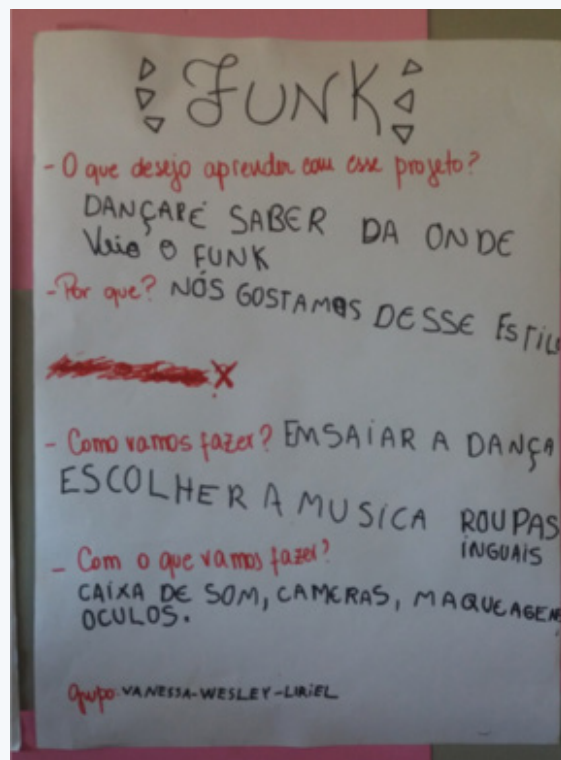 FUNK
- O que desejo aprender com esse projeto?
DANÇARE SABER DA ONDE
Veio o FUNK
- Por que? NÓS GOSTAMOS DESSE ESTILO
- Como vamos fazer? EMSAIAR A DANÇA
ESCOLHER A MUSICA ROUPAS
INGUAIS
- Com o que vamos fazer?
CAIXA DE SOM, CAMERAS, MAQUEAGENS
OCULOS.
Grupo: VANESSA-WESLEY-LIRIEL